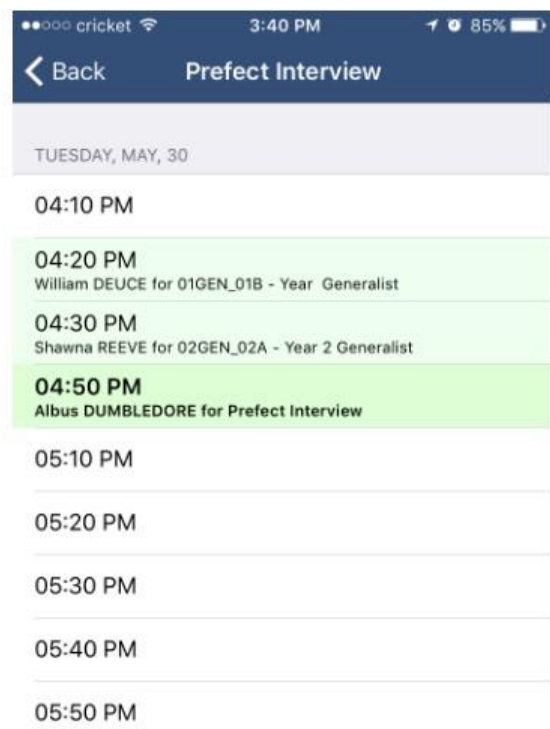 cricket 3:40 PM 85%
Back Prefect Interview
TUESDAY, MAY, 30
04:10 PM
04:20 PM
William DEUCE for 01GEN_01B - Year  Generalist
04:30 PM
Shawna REEVE for 02GEN_02A - Year 2 Generalist
04:50 PM
Albus DUMBLEDORE for Prefect Interview
05:10 PM
05:20 PM
05:30 PM
05:40 PM
05:50 PM